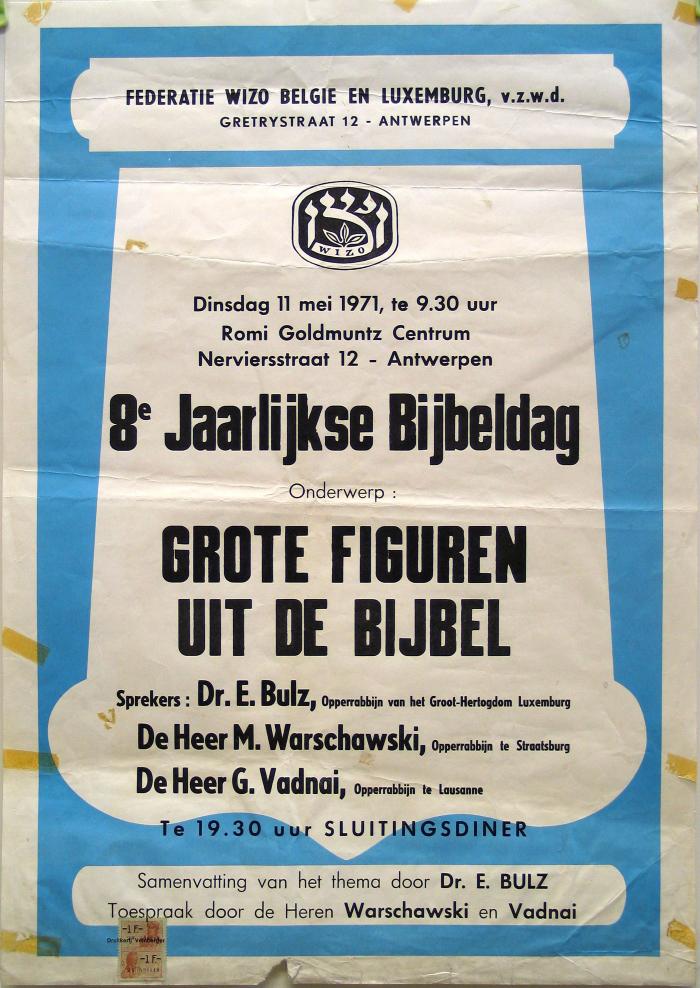 FEDERATIE WIZO BELGIE EN LUXEMBURG, v.z.w.d.
GRETRYSTRAAT 12 - ANTWERPEN
WIZO
Dinsdag 11 mei 1971, te 9.30 uur
Romi Goldmuntz Centrum
Nerviersstraat 12 - Antwerpen
8e Jaarlijkse Bijbeldag
Onderwerp :
GROTE FIGUREN
UIT DE BIJBEL
Sprekers : Dr. E. Bulz, Opperrabbijn van het Groot-Hertogdom Luxemburg
De Heer M. Warschawski, Opperrabbijn te Straatsburg
De Heer G. Vadnai, Opperrabbijn te Lausanne
Te 19.30 uur SLUITINGSDINER
Samenvatting van het thema door Dr. E. BULZ
Toespraak door de Heren Warschawski en Vadnai
-1F-
-1F-